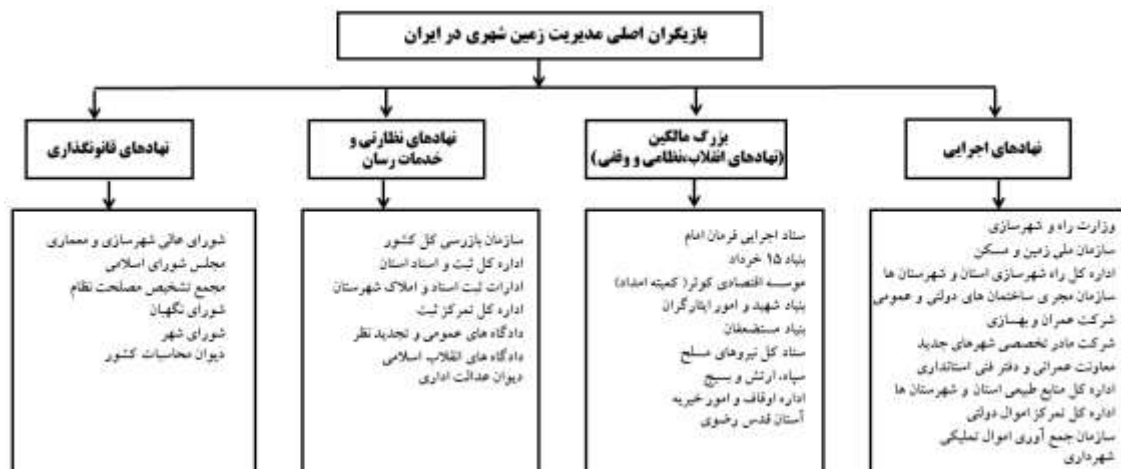 بازیگران اصلی مدیریت زمین شهری در ایران
نهادهای اجرایی
وزارت راه و شهرسازی
سازمان ملی زمین و مسکن
اداره کل راه شهرسازی استان و شهرستان ها
سازمان مجری ساختمان های دولتی و عمومی
شرکت عمران و بهسازی
شرکت مادر تخصصی شهرهای جدید
معاونت عمرانی و دفتر فنی استانداری
اداره کل منابع طبیعی استان و شهرستان ها
اداره کل تمرکز اموال دولتی
سازمان جمع آوری اموال تملیکی
شهرداری
بزرگ مالکین
(نهادهای انقلاب،نظامی و وقفی)
ستاد اجرایی فرمان امام
بنیاد ۱۵ خرداد
موسسه اقتصادی کوثر( کمیته امداد)
بنیاد شهید و امور ایثارگران
بنیاد مستضعفان
ستاد کل نیروهای مسلح
سپاه، ارتش و بسیج
اداره اوقاف و امور خیریه
آستان قدس رضوی
نهادهای نظارتی و
خدمات رسان
سازمان بازرسی کل کشور
اداره کل ثبت و اسناد استان
ادارات ثبت اسناد و املاک شهرستان
اداره کل تمرکز ثبت
دادگاه های عمومی و تجدید نظر
دادگاه های انقلاب اسلامی
دیوان عدالت اداری
نهادهای قانونگذاری
شورای عالی شهرسازی و معماری
مجلس شورای اسلامی
مجمع تشخیص مصلحت نظام
شورای نگهبان
شورای شهر
دیوان محاسبات کشور